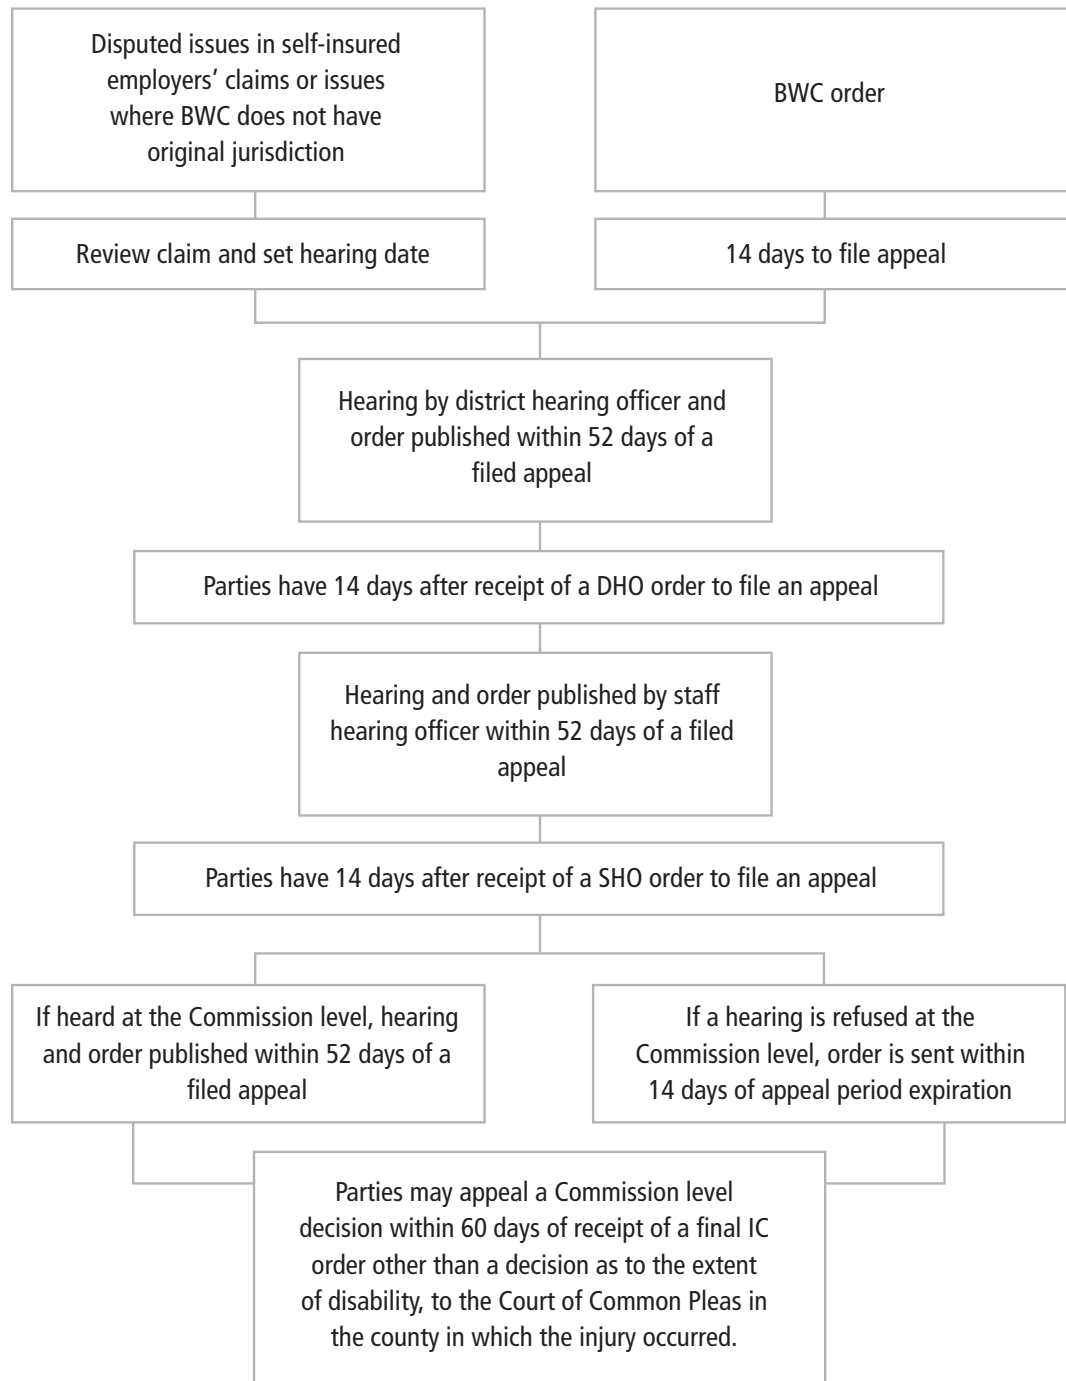 Disputed issues in self-insured
employers’ claims or issues
where BWC does not have
original jurisdiction
BWC order
Review claim and set hearing date
14 days to file appeal
Hearing by district hearing officer and
order published within 52 days of a
filed appeal
Parties have 14 days after receipt of a DHO order to file an appeal
Hearing and order published by staff
hearing officer within 52 days of a filed
appeal
Parties have 14 days after receipt of a SHO order to file an appeal
If heard at the Commission level, hearing
and order published within 52 days of a
filed appeal
If a hearing is refused at the
Commission level, order is sent within
14 days of appeal period expiration
Parties may appeal a Commission level
decision within 60 days of receipt of a final IC
order other than a decision as to the extent
of disability, to the Court of Common Pleas in
the county in which the injury occurred.